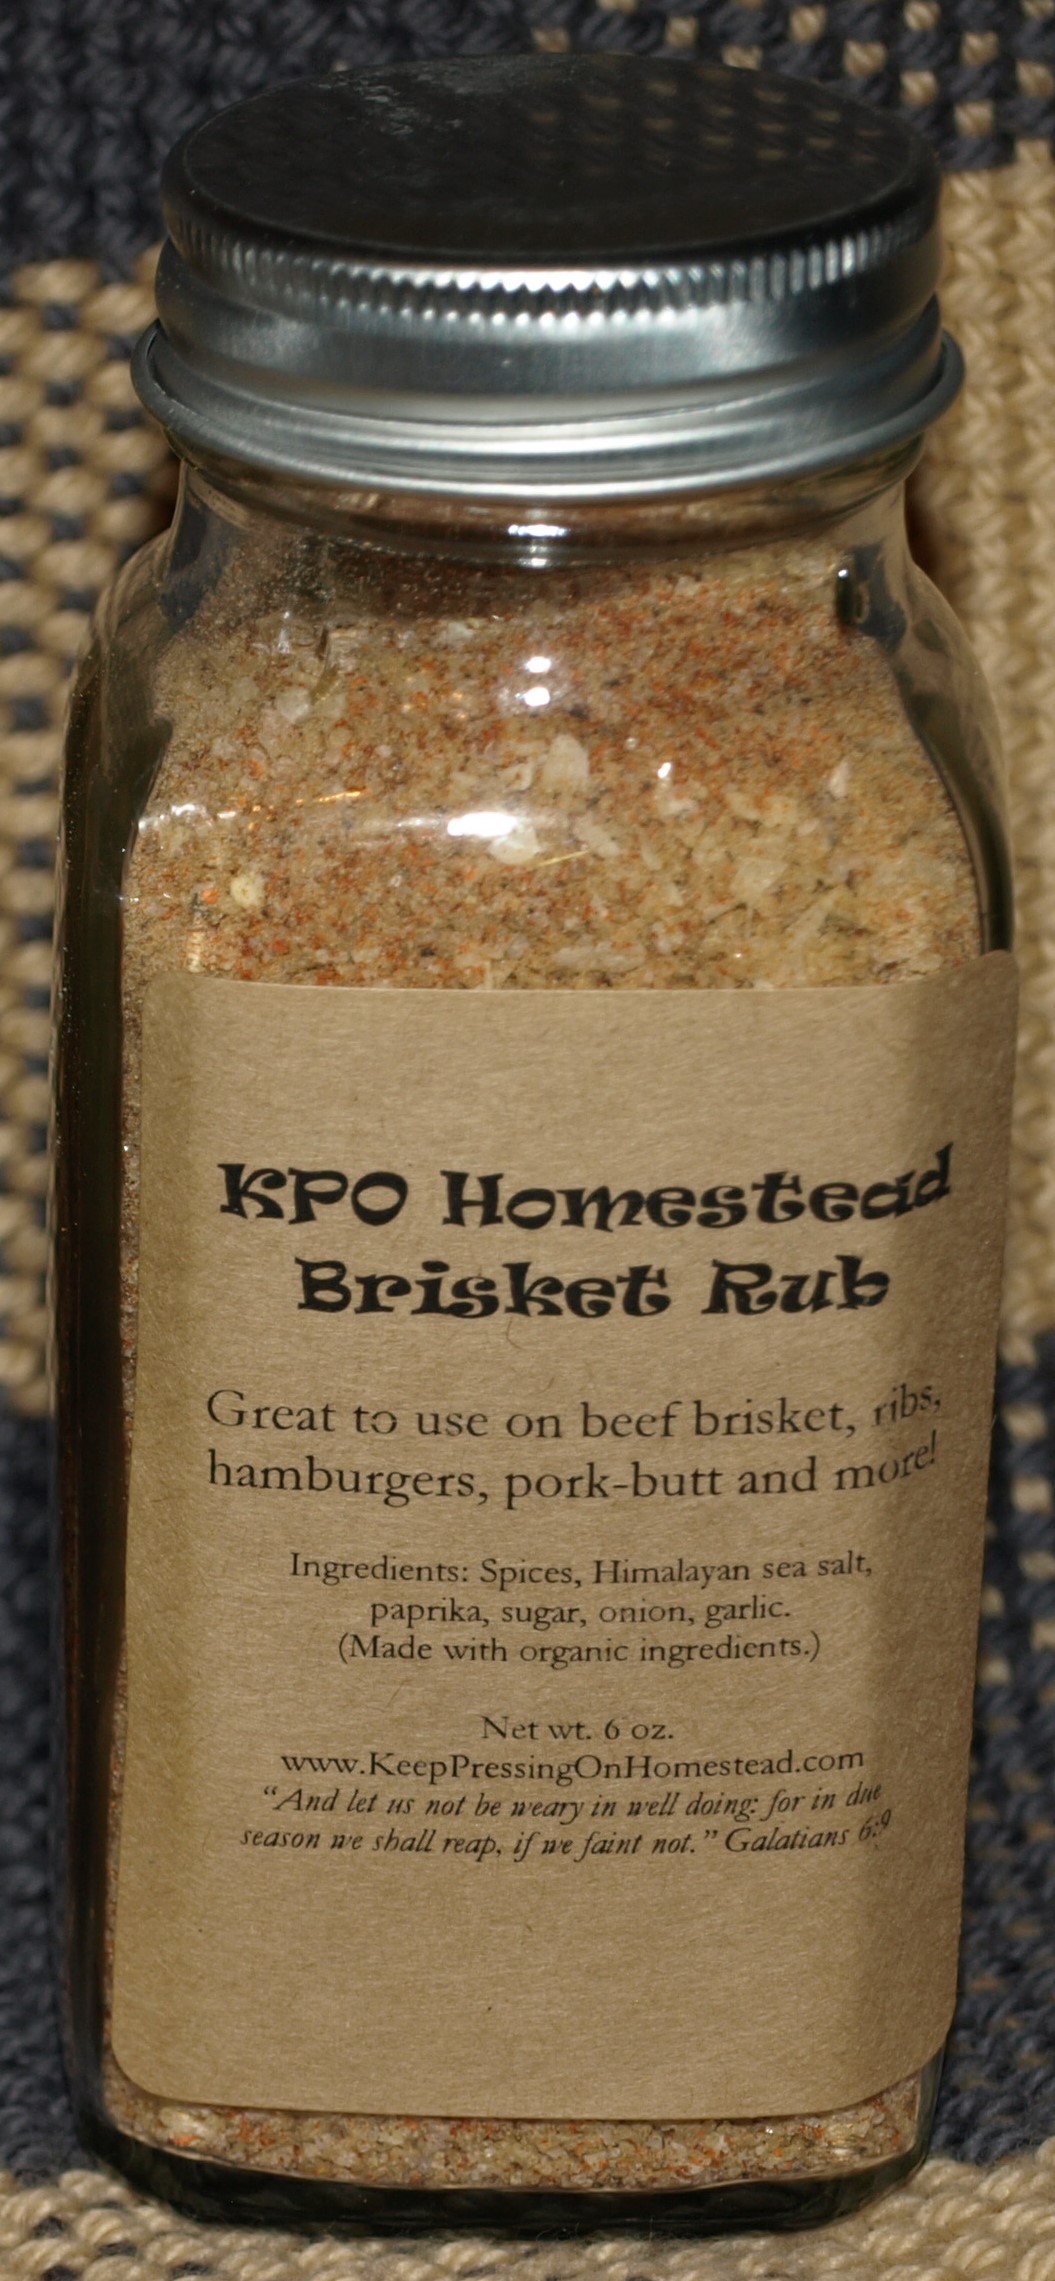 KPO Homestead
Brisket Rub
Great to use on beef brisket, ribs,
hamburgers, pork-butt and more!
Ingredients: Spices, Himalayan sea salt,
paprika, sugar, onion, garlic.
(Made with organic ingredients.)
Net wt. 6 oz.
www.KeepPressingOnHomestead.com
“And let us not be weary in well doing: for in due
season we shall reap, if we faint not.” Galatians 6:9